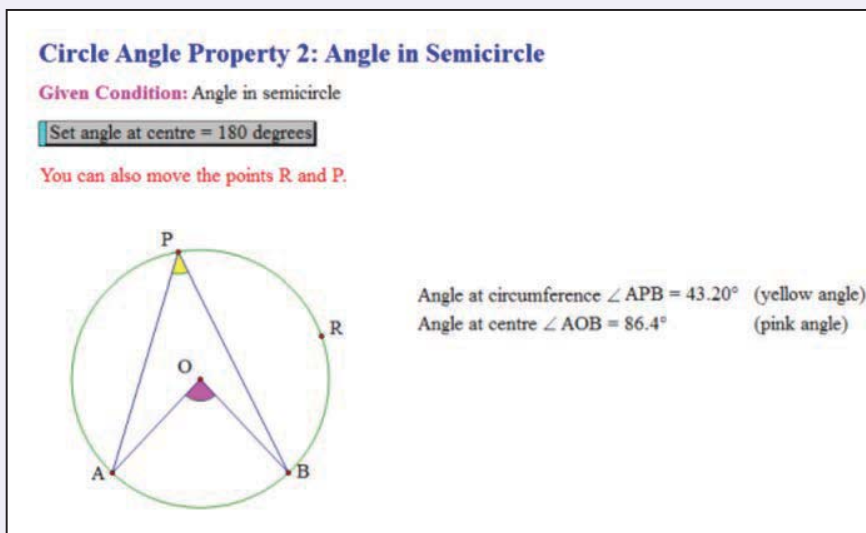 Circle Angle Property 2: Angle in Semicircle
Given Condition: Angle in semicircle
Set angle at centre = 180 degrees
You can also move the points R and P.
P
R
O
A
B
Angle at circumference ∠ APB = 43.20° (yellow angle)
Angle at centre ∠ AOB = 86.4° (pink angle)